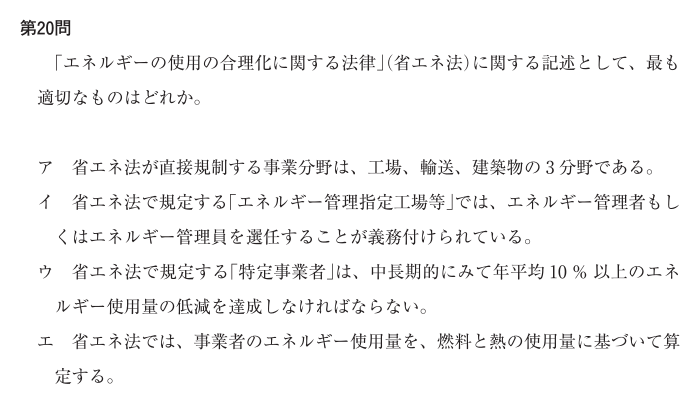 第20問
「エネルギーの使用の合理化に関する法律」(省エネ法)に関する記述として、最も
適切なものはどれか。
ア 省エネ法が直接規制する事業分野は、工場、輸送、建築物の3分野である。
イ 省エネ法で規定する「エネルギー管理指定工場等」では、エネルギー管理者もし
くはエネルギー管理員を選任することが義務付けられている。
ウ 省エネ法で規定する「特定事業者」は、中長期的にみて年平均10 % 以上のエネ
ルギー使用量の低減を達成しなければならない。
エ 省エネ法では、事業者のエネルギー使用量を、燃料と熱の使用量に基づいて算
定する。